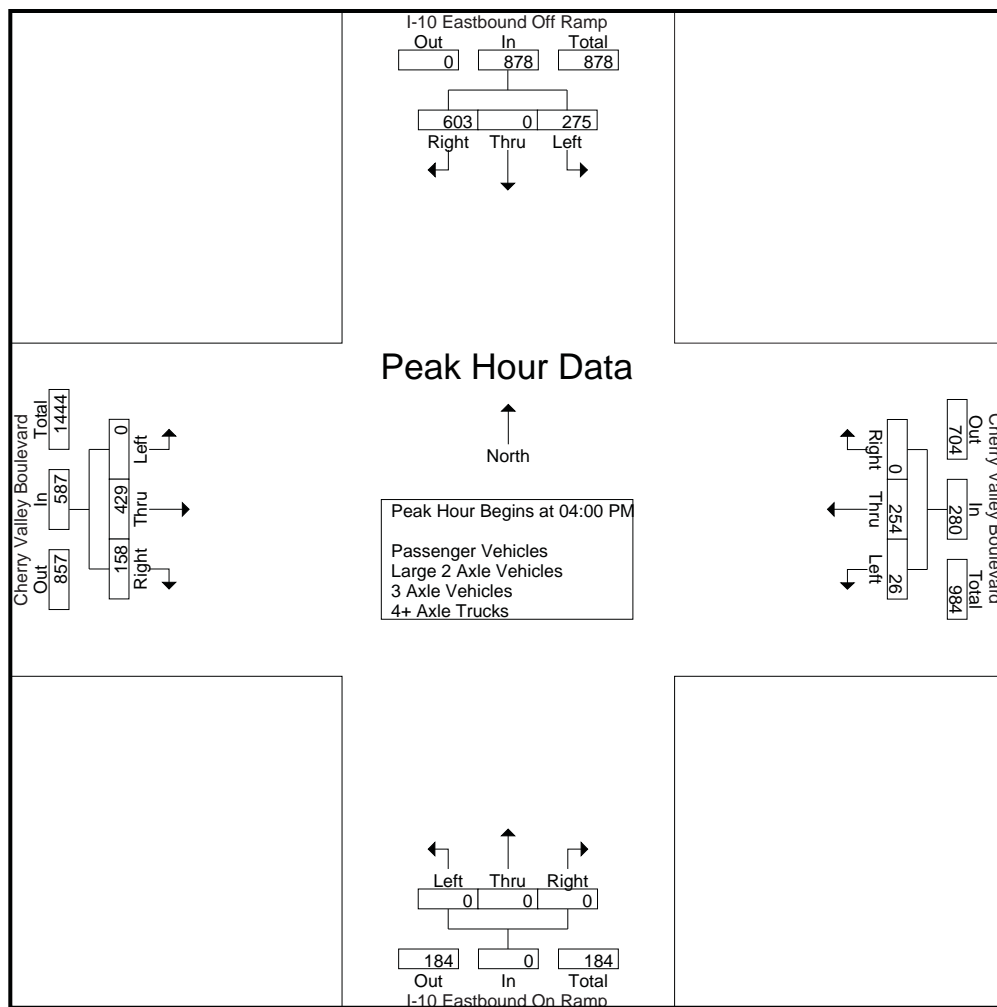 I-10 Eastbound Off Ramp
Out In Total
0 878 878
603 0 275
Right Thru Left
Peak Hour Data
North
Peak Hour Begins at 04:00 PM
Passenger Vehicles
Large 2 Axle Vehicles
3 Axle Vehicles
4+ Axle Trucks
Cherry Valley Boulevard
Out In Total
857 587 1444
158 429 0
Right Thru Left
Cherry Valley Boulevard
Out In Total
704 280 984
0 254 26
Right Thru Left
Left Thru Right
0 0 0
184 0 184
Out In Total
I-10 Eastbound On Ramp